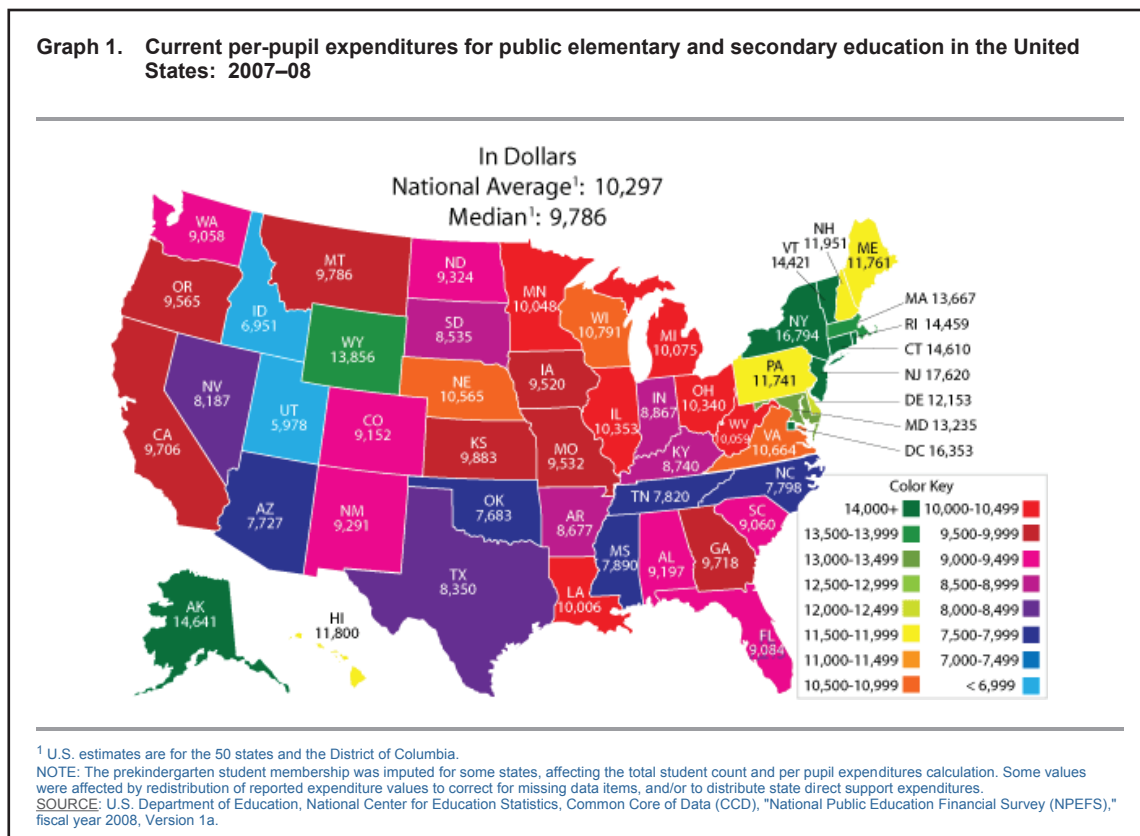 Graph 1. Current per-pupil expenditures for public elementary and secondary education in the United
States: 2007–08
In Dollars
National Average¹: 10,297
Median¹: 9,786
WA
9,058
OR
9,565
CA
9,706
ID
6,951
NV
8,187
MT
9,786
WY
13,856
UT
5,978
AZ
7,727
CO
9,152
NM
9,291
ND
9,324
SD
8,535
NE
10,565
KS
9,883
OK
7,683
TX
8,350
MN
10,048
IA
9,520
MO
9,532
AR
8,677
LA
10,006
WI
10,791
IL
10,353
MI
10,075
IN
8,867
OH
10,340
KY
8,740
TN 7,820
MS
7,890
AL
9,197
GA
9,718
FL
9,084
SC
9,060
NC
7,798
VA
10,664
WV
10,059
PA
11,741
NY
16,794
VT
14,421
NH
11,951
ME
11,761
MA 13,667
RI 14,459
CT 14,610
NJ 17,620
DE 12,153
MD 13,235
DC 16,353
AK
14,641
HI
11,800
Color Key
14,000+ 10,000-10,499
13,500-13,999 9,500-9,999
13,000-13,499 9,000-9,499
12,500-12,999 8,500-8,999
12,000-12,499 8,000-8,499
11,500-11,999 7,500-7,999
11,000-11,499 7,000-7,499
10,500-10,999 < 6,999
¹ U.S. estimates are for the 50 states and the District of Columbia.
NOTE: The prekindergarten student membership was imputed for some states, affecting the total student count and per pupil expenditures calculation. Some values
were affected by redistribution of reported expenditure values to correct for missing data items, and/or to distribute state direct support expenditures.
SOURCE: U.S. Department of Education, National Center for Education Statistics, Common Core of Data (CCD), "National Public Education Financial Survey (NPEFS),"
fiscal year 2008, Version 1a.